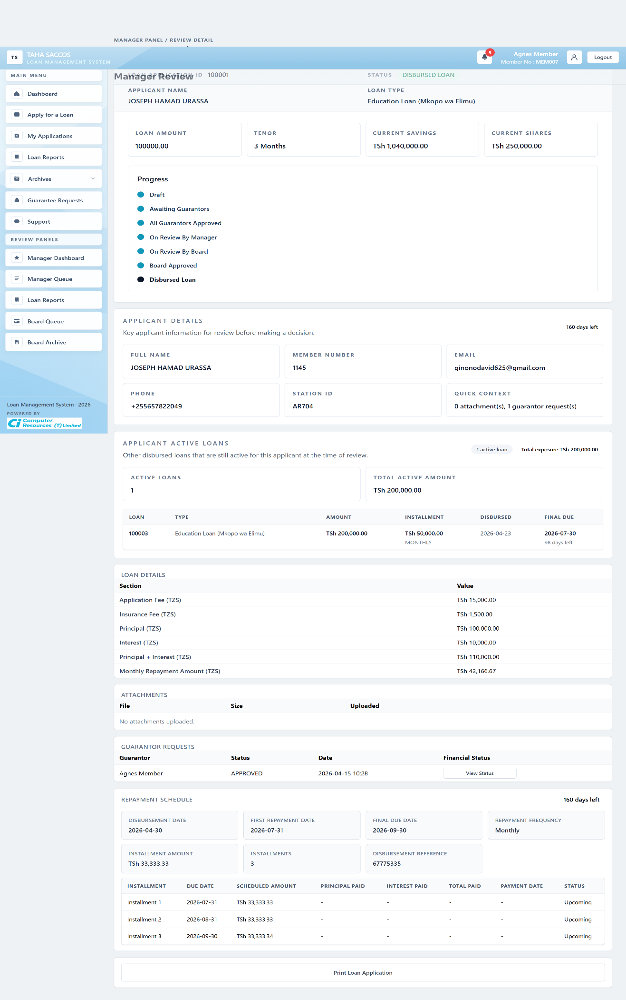 MANAGER PANEL / REVIEW DETAIL
TS
TAHA SACCOS
LOAN MANAGEMENT SYSTEM
5
Agnes Member
Member No : MEM007
Logout
MAIN MENU
Dashboard
Apply for a Loan
My Applications
Loan Reports
Archives
Guarantee Requests
Support
REVIEW PANELS
Manager Dashboard
Manager Queue
Loan Reports
Board Queue
Board Archive
Loan Management System · 2026
POWERED BY
Ci Computer
Resources (T) Limited
Manager Review
LOAN APPLICATION ID 100001
STATUS DISBURSED LOAN
APPLICANT NAME
JOSEPH HAMAD URASSA
LOAN TYPE
Education Loan (Mkopo wa Elimu)
LOAN AMOUNT
100000.00
TENOR
3 Months
CURRENT SAVINGS
TSh 1,040,000.00
CURRENT SHARES
TSh 250,000.00
Progress
Draft
Awaiting Guarantors
All Guarantors Approved
On Review By Manager
On Review By Board
Board Approved
Disbursed Loan
APPLICANT DETAILS
Key applicant information for review before making a decision.
160 days left
FULL NAME
JOSEPH HAMAD URASSA
MEMBER NUMBER
1145
EMAIL
ginonodavid625@gmail.com
PHONE
+255657822049
STATION ID
AR704
QUICK CONTEXT
0 attachment(s), 1 guarantor request(s)
APPLICANT ACTIVE LOANS
Other disbursed loans that are still active for this applicant at the time of review.
1 active loan
Total exposure TSh 200,000.00
ACTIVE LOANS
1
TOTAL ACTIVE AMOUNT
TSh 200,000.00
LOAN TYPE AMOUNT INSTALLMENT DISBURSED FINAL DUE
100003 Education Loan (Mkopo wa Elimu) TSh 200,000.00 TSh 50,000.00 2026-04-23 2026-07-30
MONTHLY 98 days left
LOAN DETAILS
Section Value
Application Fee (TZS) TSh 15,000.00
Insurance Fee (TZS) TSh 1,500.00
Principal (TZS) TSh 100,000.00
Interest (TZS) TSh 10,000.00
Principal + Interest (TZS) TSh 110,000.00
Monthly Repayment Amount (TZS) TSh 42,166.67
ATTACHMENTS
File Size Uploaded
No attachments uploaded.
GUARANTOR REQUESTS
Guarantor Status Date Financial Status
Agnes Member APPROVED 2026-04-15 10:28 View Status
REPAYMENT SCHEDULE
160 days left
DISBURSEMENT DATE
2026-04-30
FIRST REPAYMENT DATE
2026-07-31
FINAL DUE DATE
2026-09-30
REPAYMENT FREQUENCY
Monthly
INSTALLMENT AMOUNT
TSh 33,333.33
INSTALLMENTS
3
DISBURSEMENT REFERENCE
67775335
INSTALLMENT DUE DATE SCHEDULED AMOUNT PRINCIPAL PAID INTEREST PAID TOTAL PAID PAYMENT DATE STATUS
Installment 1 2026-07-31 TSh 33,333.33 - - - - Upcoming
Installment 2 2026-08-31 TSh 33,333.33 - - - - Upcoming
Installment 3 2026-09-30 TSh 33,333.34 - - - - Upcoming
Print Loan Application